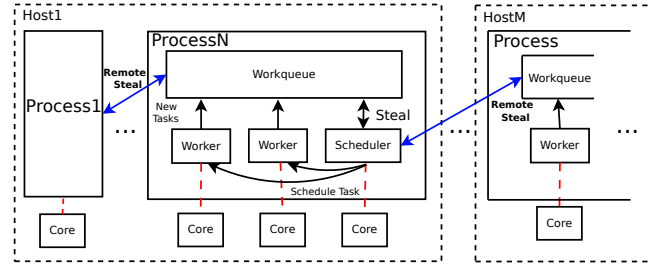 Host1
HostM
ProcessN
Process
Remote
Steal
Workqueue
Workqueue
Process1
New
Tasks
Steal
Remote
Steal
...
...
...
Worker
Worker
Scheduler
Worker
Schedule Task
Core
Core
Core
Core
Core